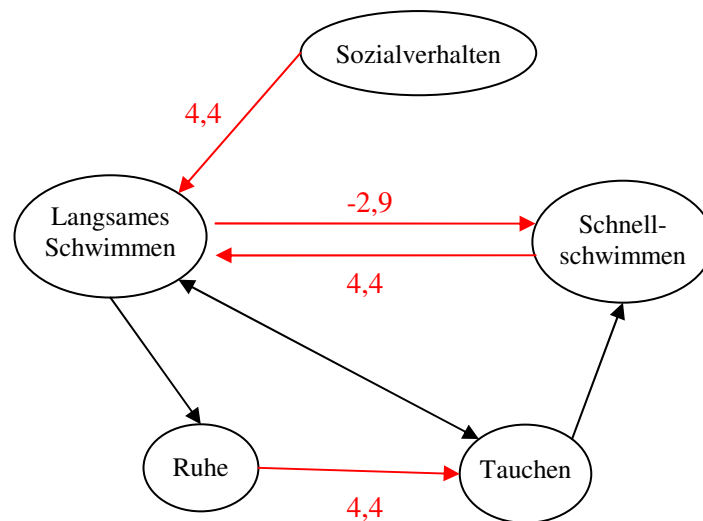 Sozialverhalten
4,4
Langsames
Schwimmen
-2,9
Schnell-
schwimmen
4,4
Ruhe
Tauchen
4,4